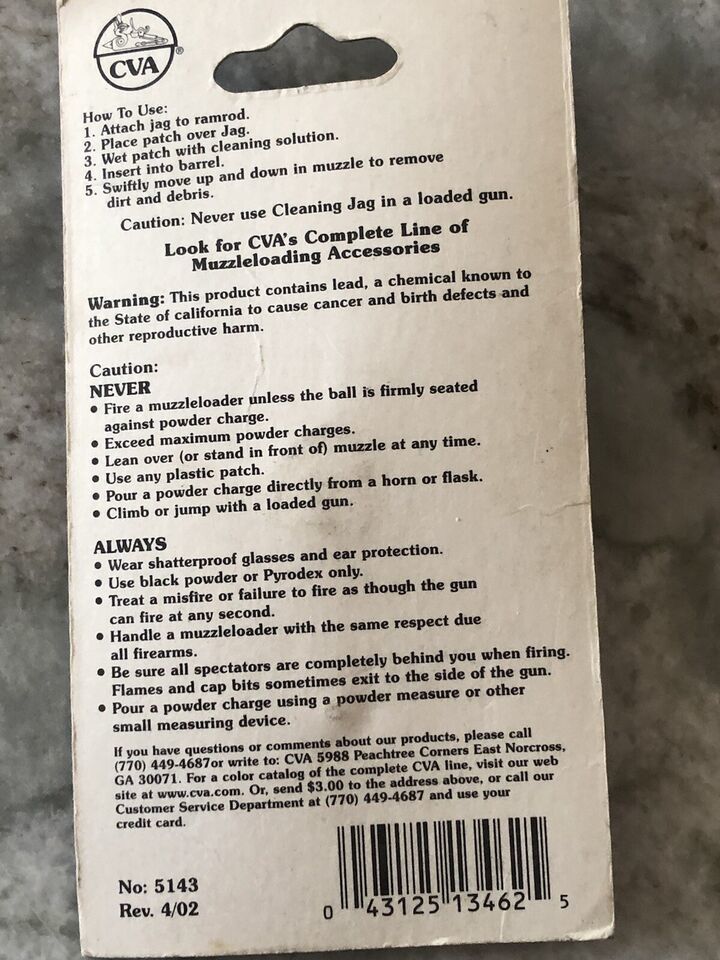 CVA®
How To Use:
1. Attach jag to ramrod.
2. Place patch over Jag.
3. Wet patch with cleaning solution.
4. Insert into barrel.
5. Swiftly move up and down in muzzle to remove
dirt and debris.
Caution: Never use Cleaning Jag in a loaded gun.
Look for CVA's Complete Line of
Muzzleloading Accessories
Warning: This product contains lead, a chemical known to
the State of california to cause cancer and birth defects and
other reproductive harm.
Caution:
NEVER
• Fire a muzzleloader unless the ball is firmly seated
against powder charge.
• Exceed maximum powder charges.
• Lean over (or stand in front of) muzzle at any time.
• Use any plastic patch.
• Pour a powder charge directly from a horn or flask.
• Climb or jump with a loaded gun.
ALWAYS
• Wear shatterproof glasses and ear protection.
• Use black powder or Pyrodex only.
• Treat a misfire or failure to fire as though the gun
can fire at any second.
• Handle a muzzleloader with the same respect due
all firearms.
• Be sure all spectators are completely behind you when firing.
Flames and cap bits sometimes exit to the side of the gun.
• Pour a powder charge using a powder measure or other
small measuring device.
If you have questions or comments about our products, please call
(770) 449-4687or write to: CVA 5988 Peachtree Corners East Norcross,
GA 30071. For a color catalog of the complete CVA line, visit our web
site at www.cva.com. Or, send $3.00 to the address above, or call our
Customer Service Department at (770) 449-4687 and use your
credit card.
No: 5143
Rev. 4/02
0 43125 13462 5